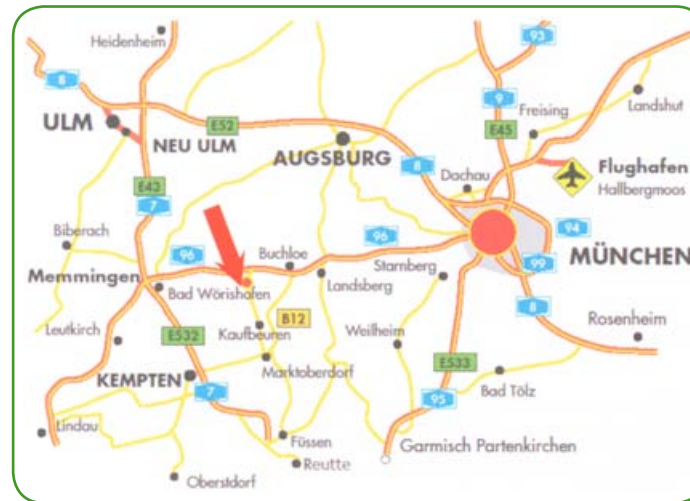 Heidenheim
93
8
9
Landshut
Freising
ULM
E52
E45
NEU ULM
AUGSBURG
8
Dachau
Flughafen
Hallbergmoos
E43
7
Biberach
94
96
Buchloe
96
MÜNCHEN
99
Memmingen
Starnberg
Bad Wörishofen
Landsberg
8
Leutkirch
E532
Kaufbeuren
B12
Weilheim
Rosenheim
E533
KEMPTEN
Marktoberdorf
7
95
Bad Tölz
Lindau
Füssen
Garmisch Partenkirchen
Reutte
Oberstdorf